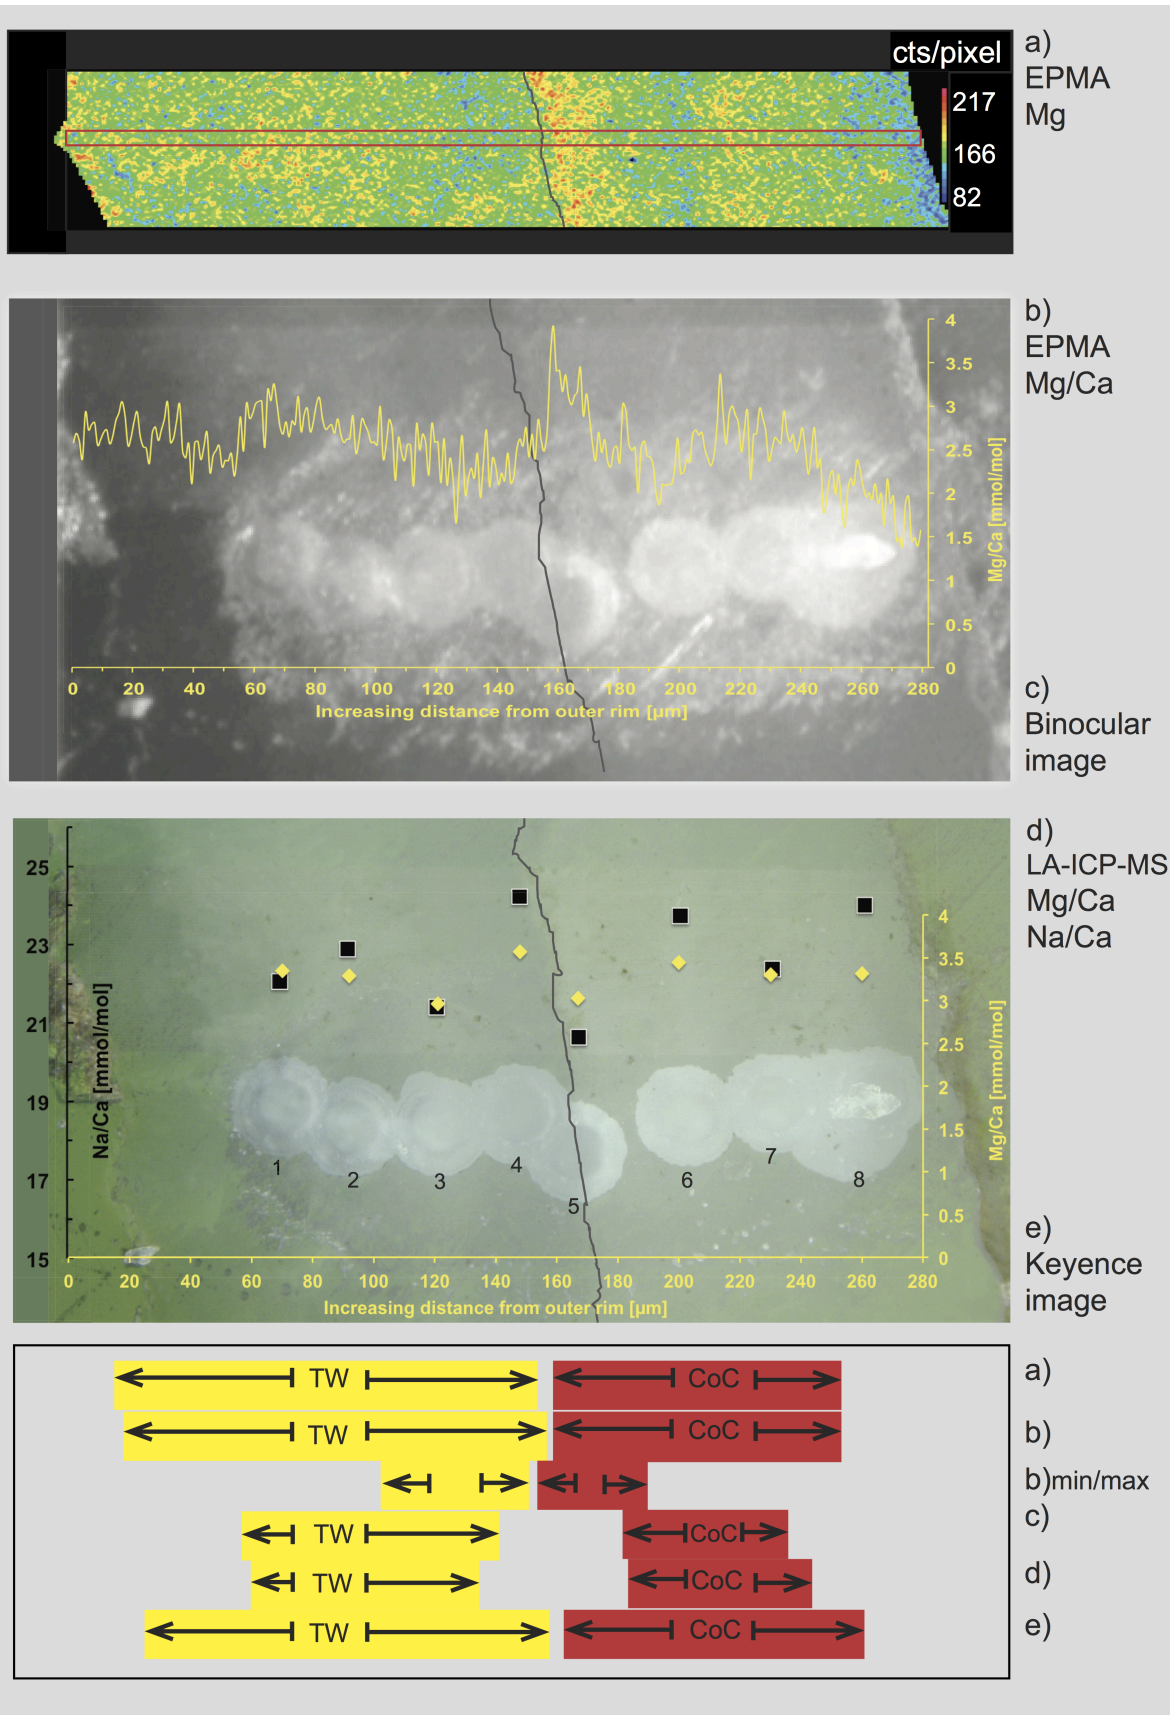 cts/pixel
217
166
82
a)
EPMA
Mg
b)
EPMA
Mg/Ca
4
3.5
3
2.5
2
1.5
1
0.5
0
Mg/Ca [mmol/mol]
0 20 40 60 80 100 120 140 160 180 200 220 240 260 280
Increasing distance from outer rim [µm]
c)
Binocular
image
d)
LA-ICP-MS
Mg/Ca
Na/Ca
25
23
21
19
17
15
Na/Ca [mmol/mol]
4
3.5
3
2.5
2
1.5
1
0.5
0
Mg/Ca [mmol/mol]
1
2
3
4
5
6
7
8
0 20 40 60 80 100 120 140 160 180 200 220 240 260 280
Increasing distance from outer rim [µm]
e)
Keyence
image
TW CoC a)
TW CoC b)
b)min/max
TW CoC c)
TW CoC d)
TW CoC e)